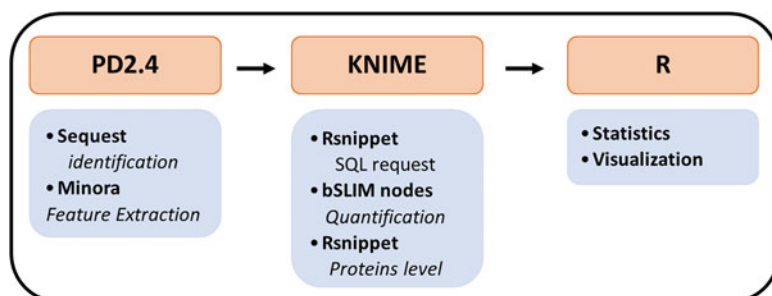 PD2.4
KNIME
R
• Sequest
identification
• Minora
Feature Extraction
• Rsnippet
SQL request
• bSLIM nodes
Quantification
• Rsnippet
Proteins level
• Statistics
• Visualization